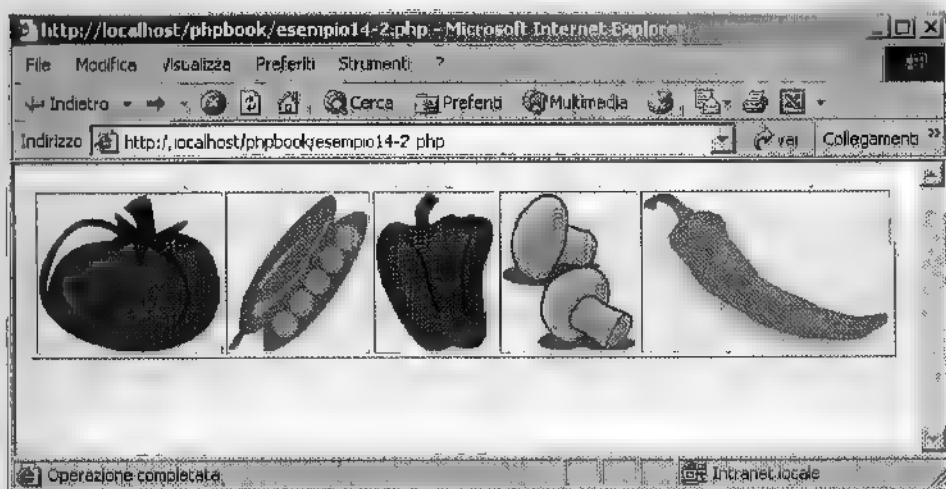 http://localhost/phpbook/esempio14-2.php - Microsoft Internet Explorer
File Modifica Visualizza Preferiti Strumenti ?
Indietro Cerca Preferiti Multimedia
Indirizzo http://localhost/phpbook/esempio14-2.php Vai Collegamenti »
Operazione completata Intranet locale